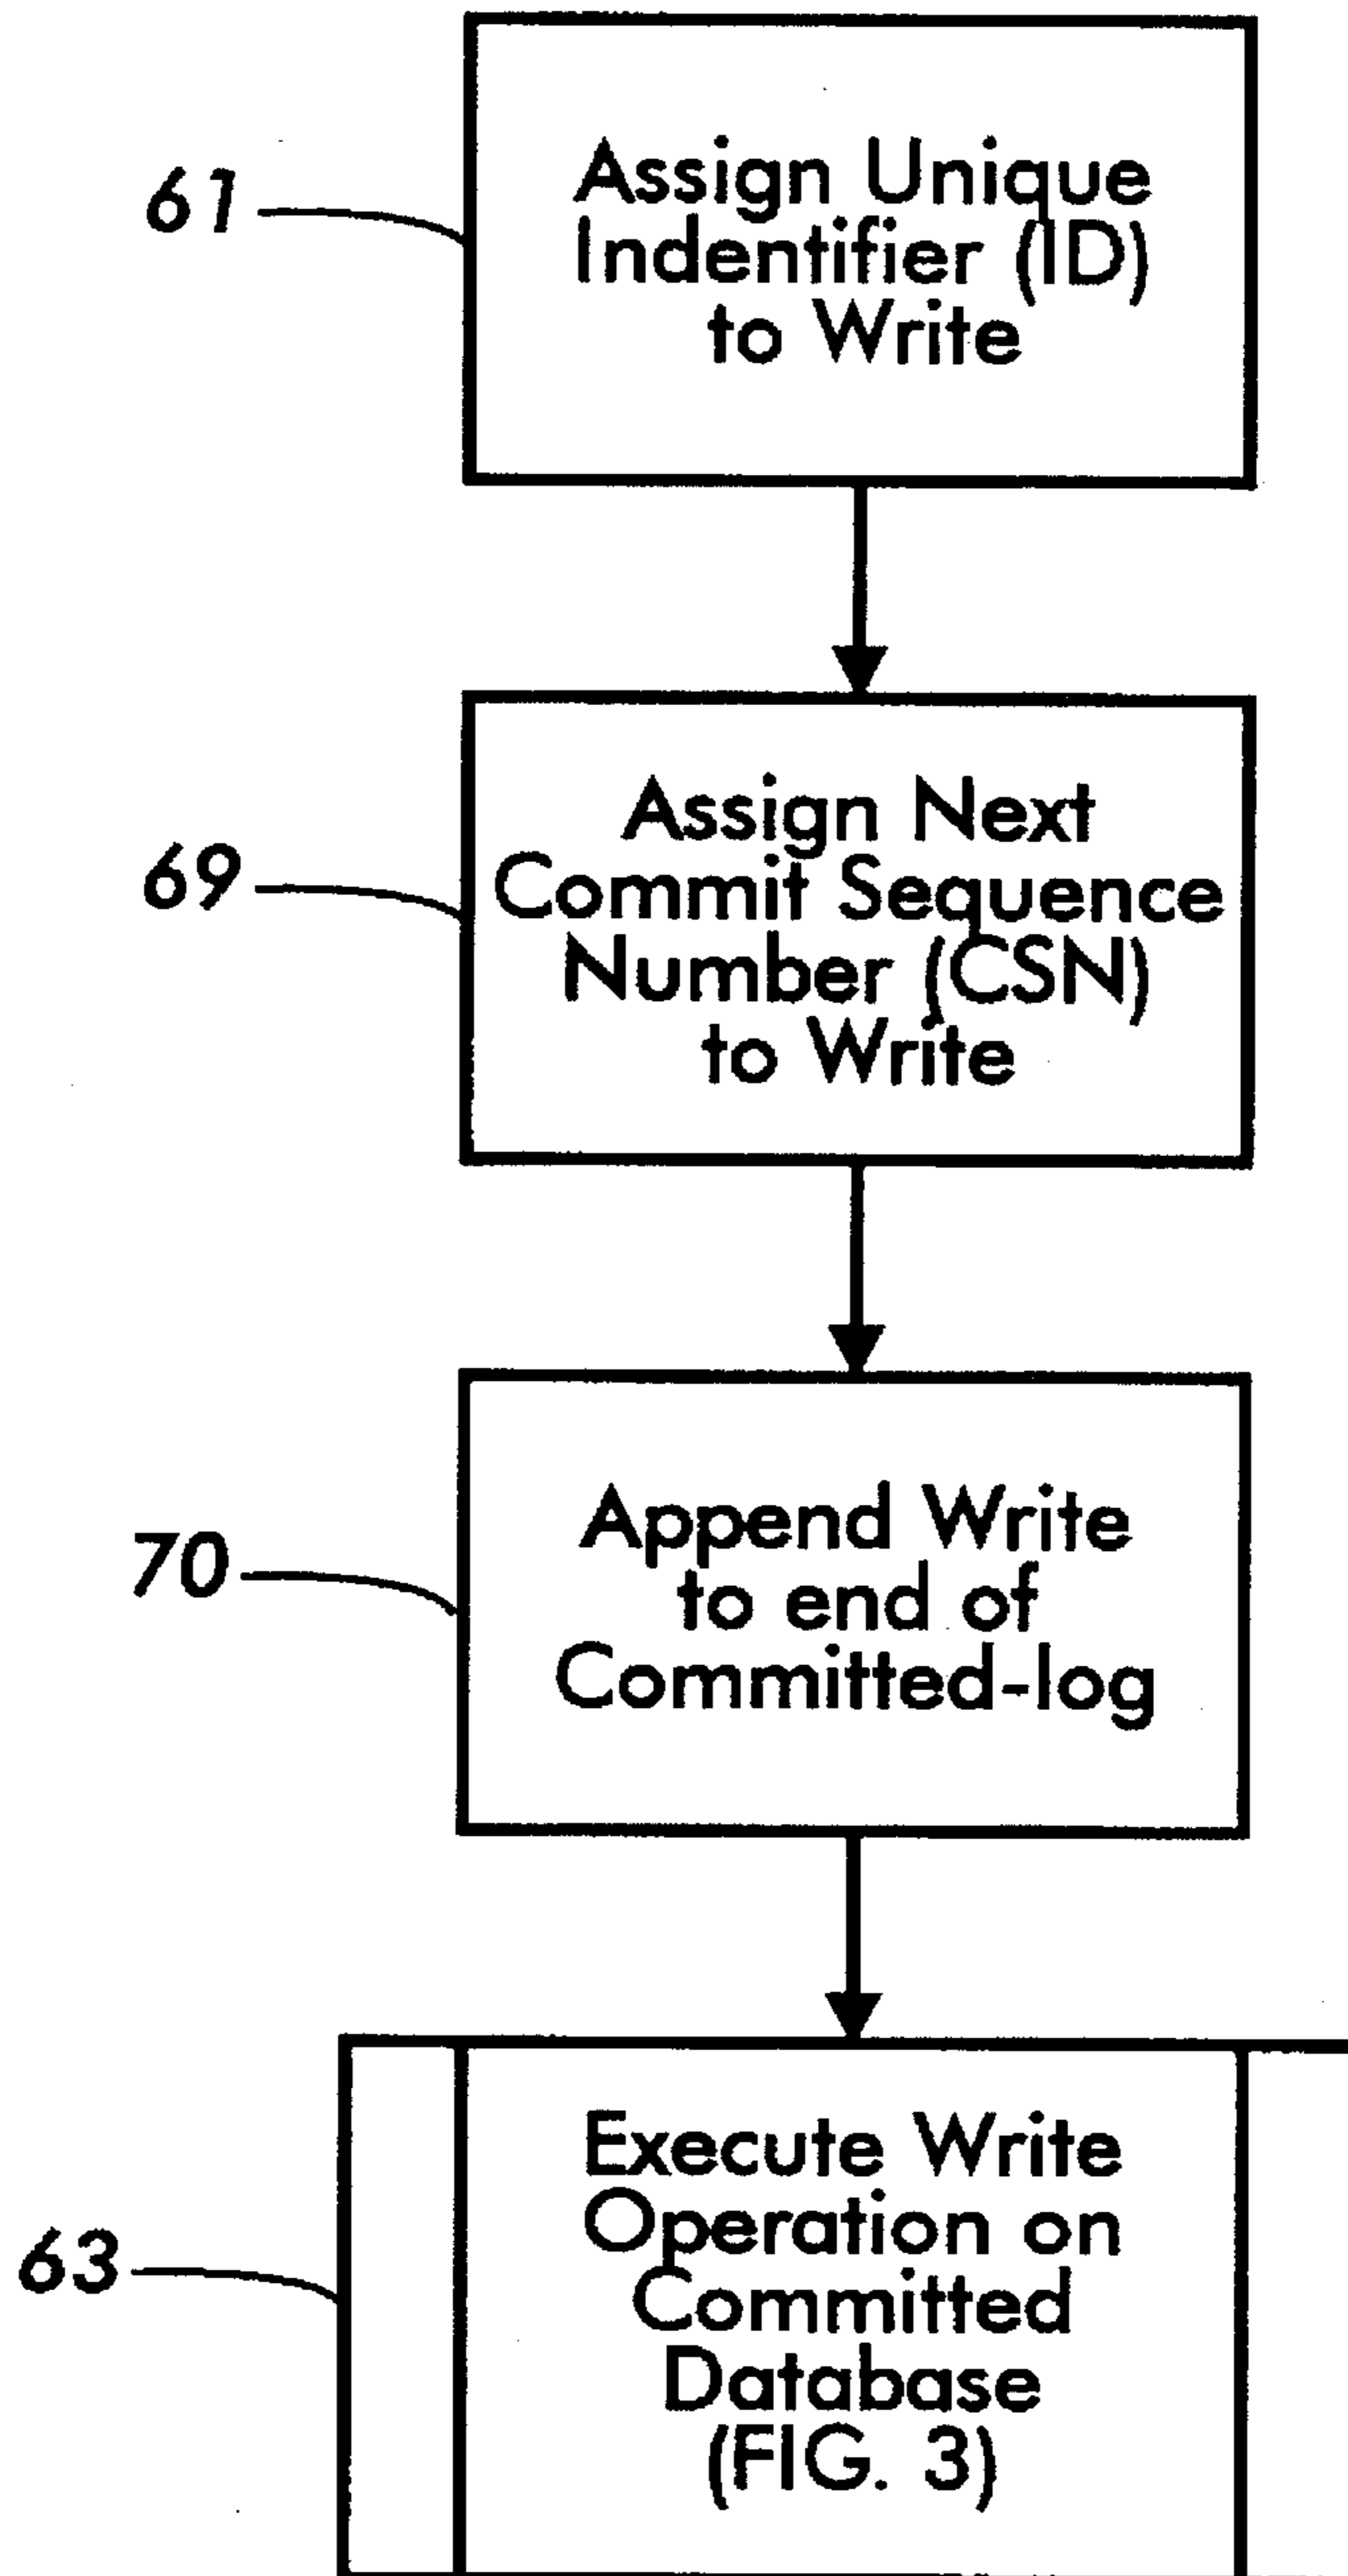 61
Assign Unique
Indentifier (ID)
to Write
69
Assign Next
Commit Sequence
Number (CSN)
to Write
70
Append Write
to end of
Committed-log
63
Execute Write
Operation on
Committed
Database
(FIG. 3)